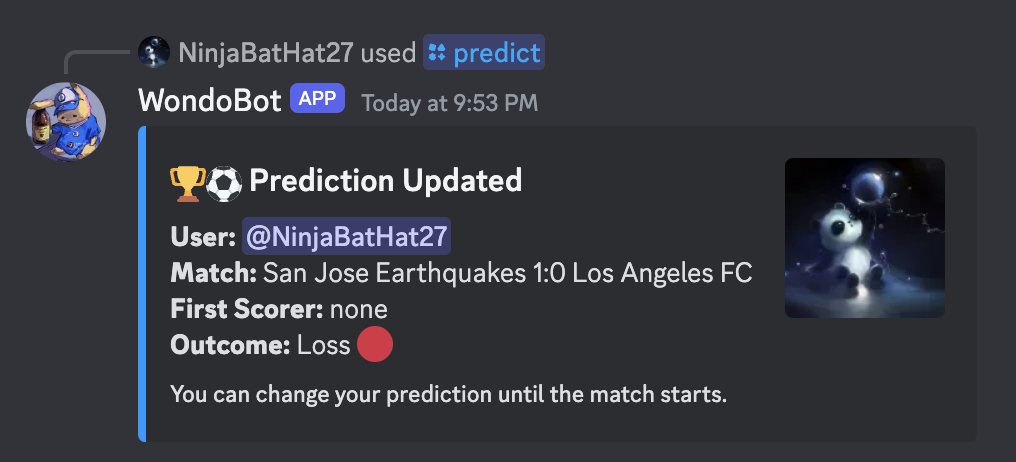 NinjaBatHat27 used predict
WondoBot APP Today at 9:53 PM
Prediction Updated
User: @NinjaBatHat27
Match: San Jose Earthquakes 1:0 Los Angeles FC
First Scorer: none
Outcome: Loss
You can change your prediction until the match starts.